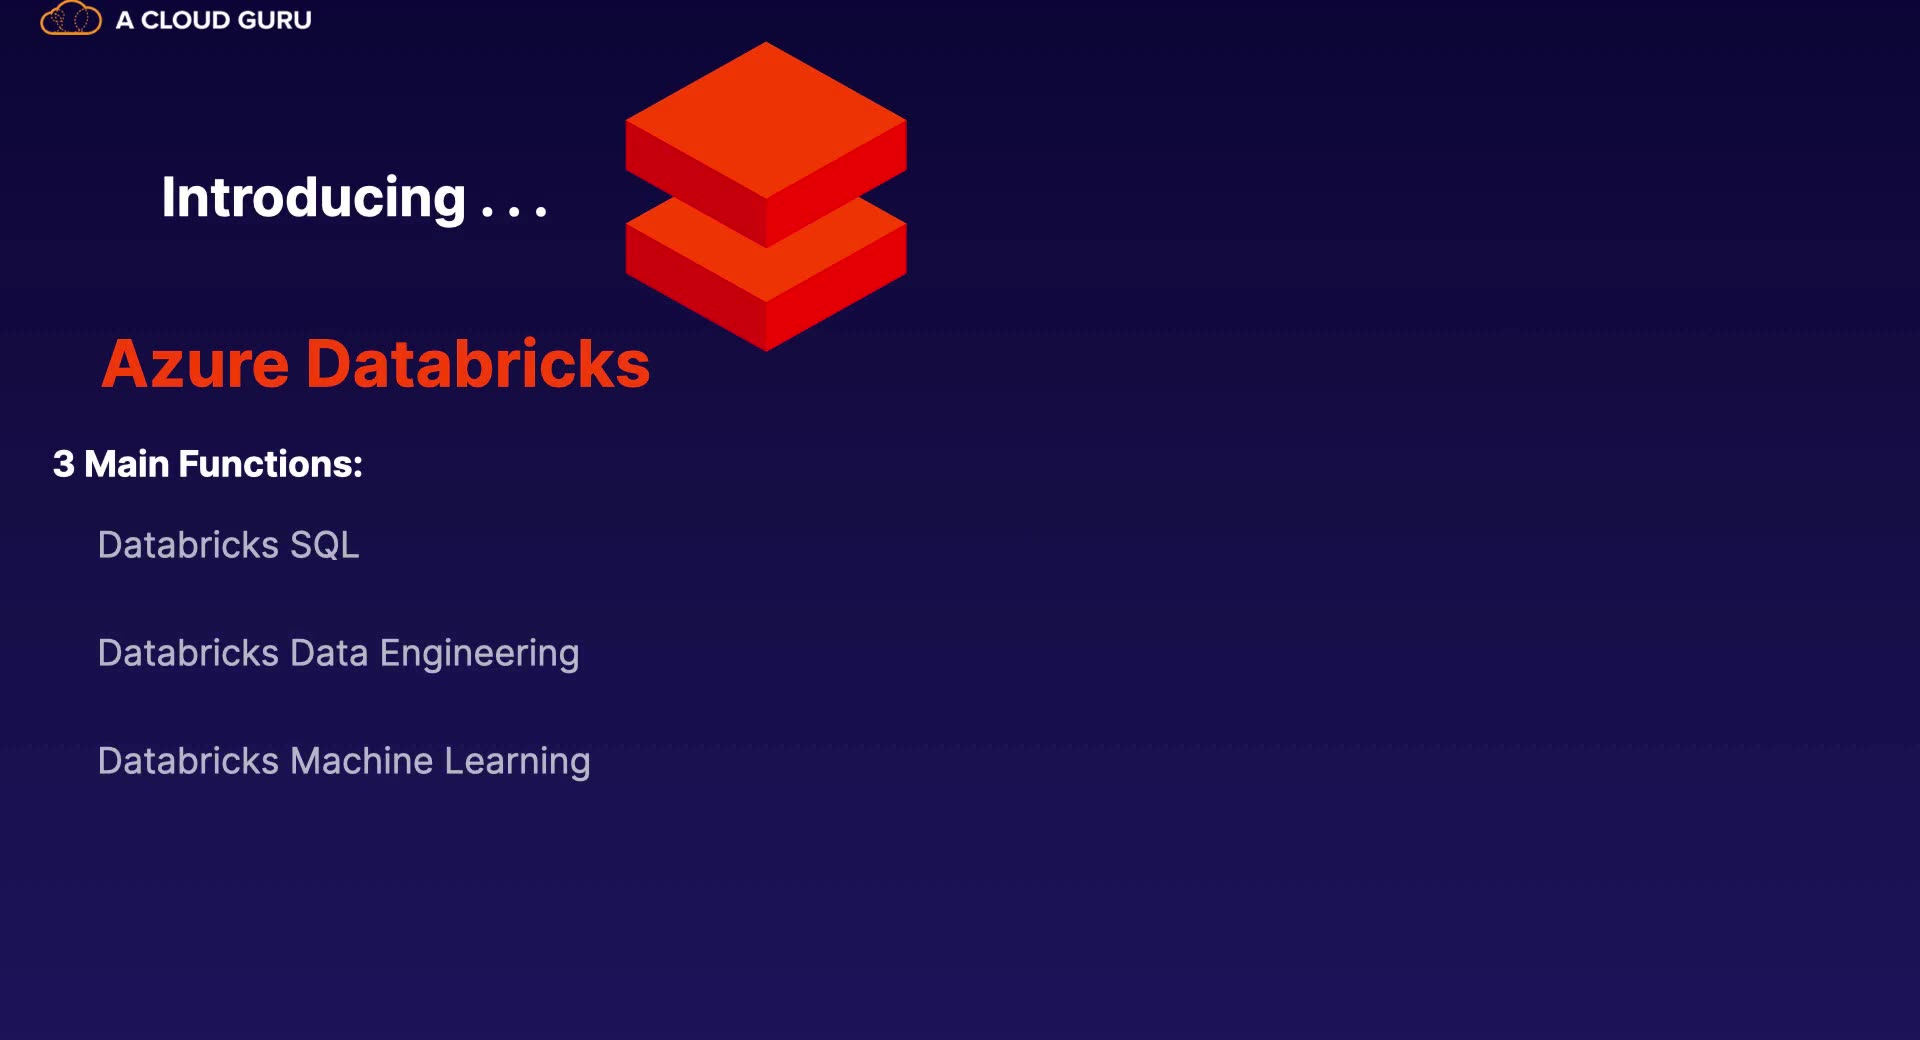 A CLOUD GURU
Introducing . . .
Azure Databricks
3 Main Functions:
Databricks SQL
Databricks Data Engineering
Databricks Machine Learning